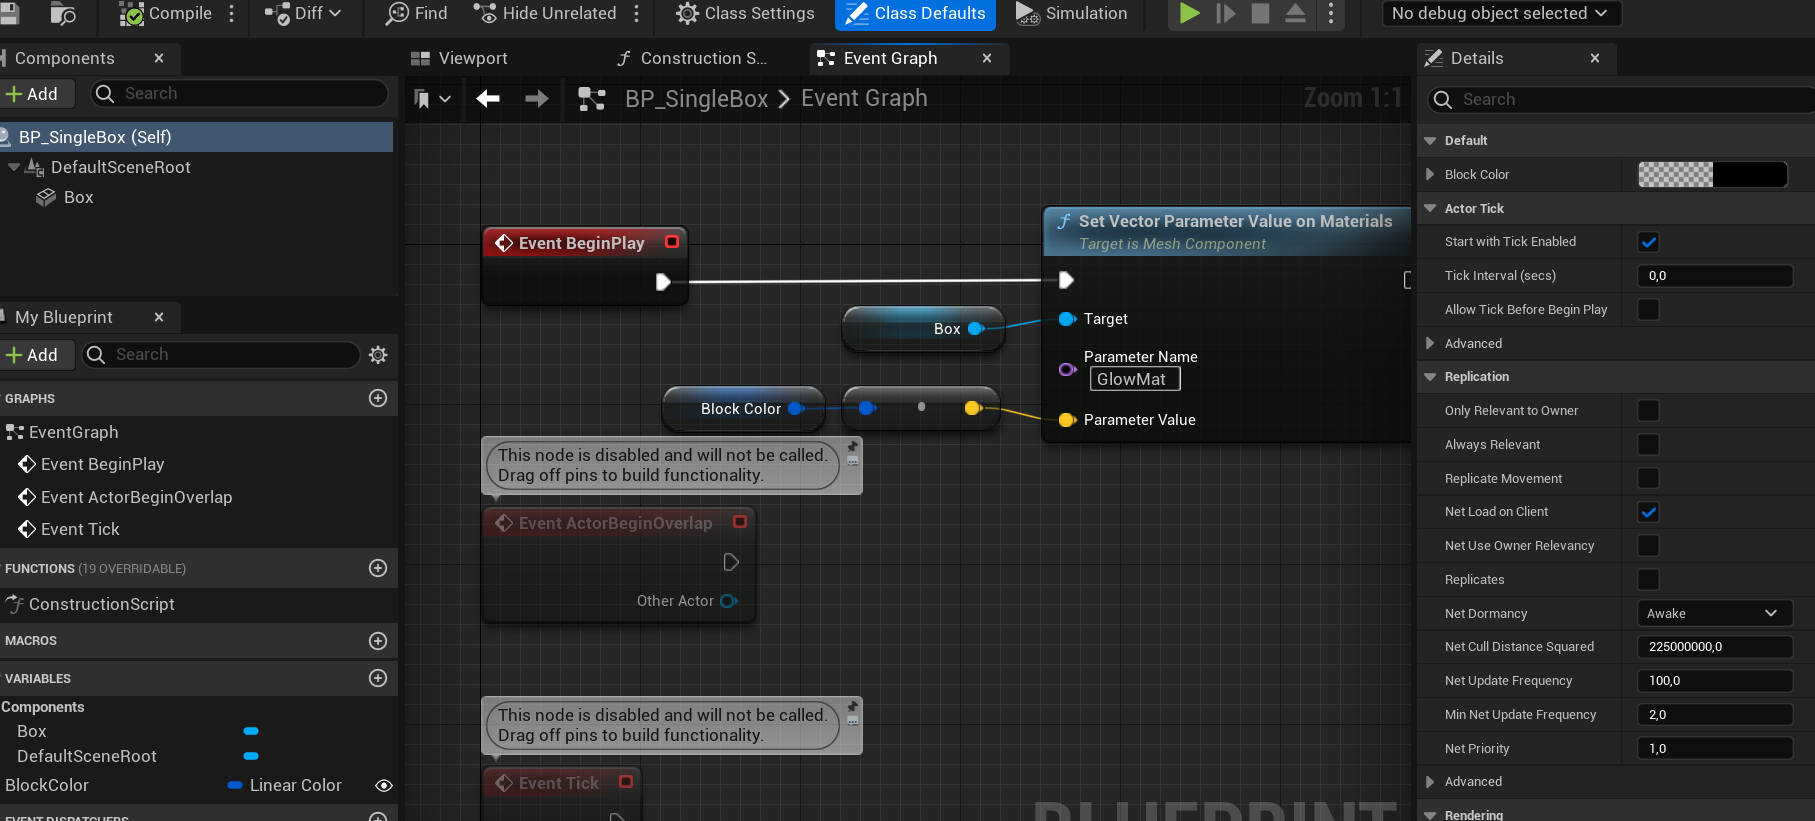 Compile
Diff
Find
Hide Unrelated
Class Settings
Class Defaults
Simulation
No debug object selected
Components
Add
Search
BP_SingleBox (Self)
DefaultSceneRoot
Box
My Blueprint
Add
Search
GRAPHS
EventGraph
Event BeginPlay
Event ActorBeginOverlap
Event Tick
FUNCTIONS (19 OVERRIDABLE)
ConstructionScript
MACROS
VARIABLES
Components
Box
DefaultSceneRoot
BlockColor Linear Color
EVENT DISPATCHERS
Viewport
Construction S...
Event Graph
BP_SingleBox > Event Graph
Zoom 1:1
Event BeginPlay
Set Vector Parameter Value on Materials
Target is Mesh Component
Box
Target
Parameter Name
GlowMat
Block Color
Parameter Value
This node is disabled and will not be called.
Drag off pins to build functionality.
Event ActorBeginOverlap
Other Actor
This node is disabled and will not be called.
Drag off pins to build functionality.
Event Tick
BLUEPRINT
Details
Search
Default
Block Color
Actor Tick
Start with Tick Enabled
Tick Interval (secs) 0,0
Allow Tick Before Begin Play
Advanced
Replication
Only Relevant to Owner
Always Relevant
Replicate Movement
Net Load on Client
Net Use Owner Relevancy
Replicates
Net Dormancy Awake
Net Cull Distance Squared 225000000,0
Net Update Frequency 100,0
Min Net Update Frequency 2,0
Net Priority 1,0
Advanced
Rendering